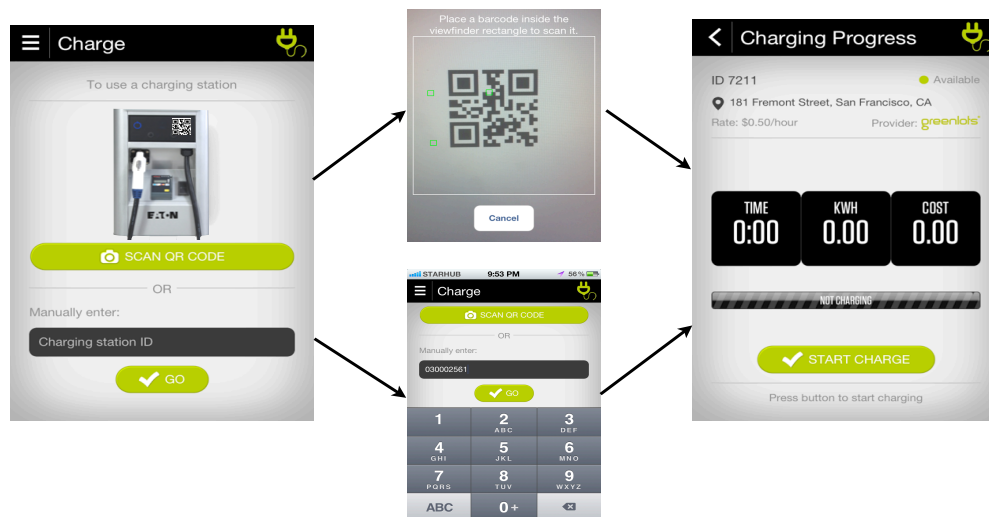 Charge
To use a charging station
E·T·N
SCAN QR CODE
OR
Manually enter:
Charging station ID
GO
Place a barcode inside the
viewfinder rectangle to scan it.
Cancel
STARHUB 9:53 PM 56%
Charge
SCAN QR CODE
OR
Manually enter:
030002561
GO
1 2 3
ABC DEF
4 5 6
GHI JKL MNO
7 8 9
PQRS TUV WXYZ
ABC 0 +
Charging Progress
ID 7211 Available
181 Fremont Street, San Francisco, CA
Rate: $0.50/hour Provider: greenlots
TIME KWH COST
0:00 0.00 0.00
NOT CHARGING
START CHARGE
Press button to start charging